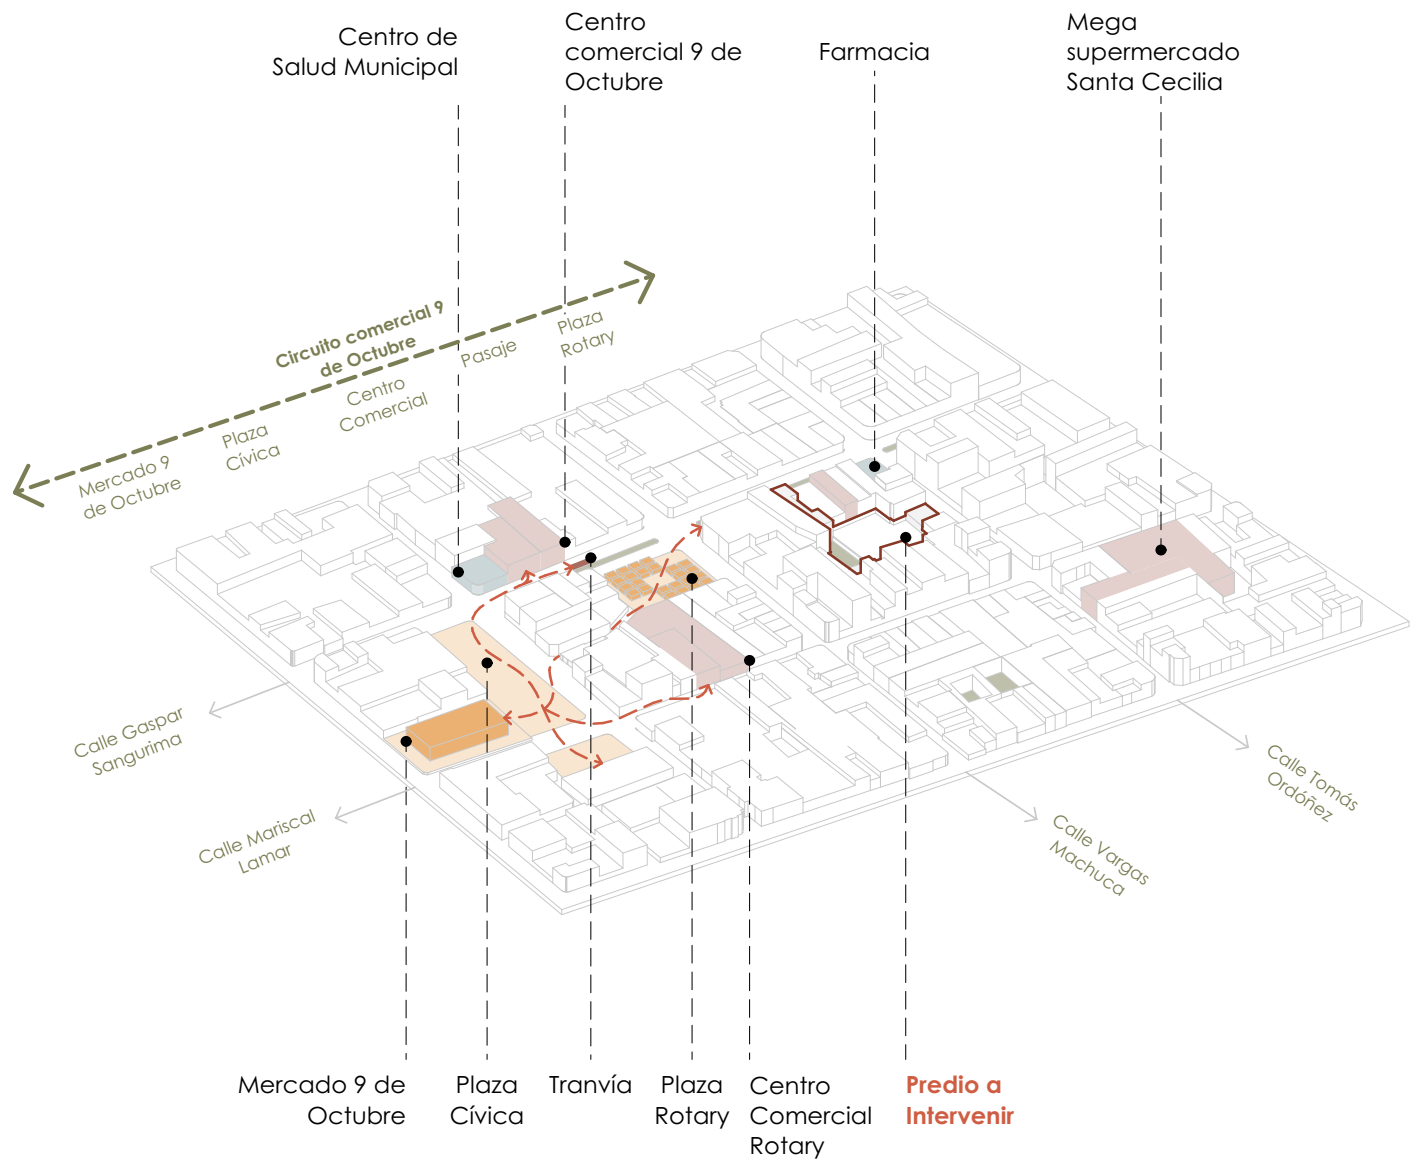 Centro de
Salud Municipal
Centro
comercial 9 de
Octubre
Farmacia
Mega
supermercado
Santa Cecilia
Circuito comercial 9
de Octubre
Plaza
Rotary
Pasaje
Centro
Comercial
Plaza
Cívica
Mercado 9
de Octubre
Calle Gaspar
Sangurima
Calle Mariscal
Lamar
Calle Tomás
Ordóñez
Calle Vargas
Machuca
Mercado 9 de
Octubre
Plaza
Cívica
Tranvía
Plaza
Rotary
Centro
Comercial
Rotary
Predio a
Intervenir